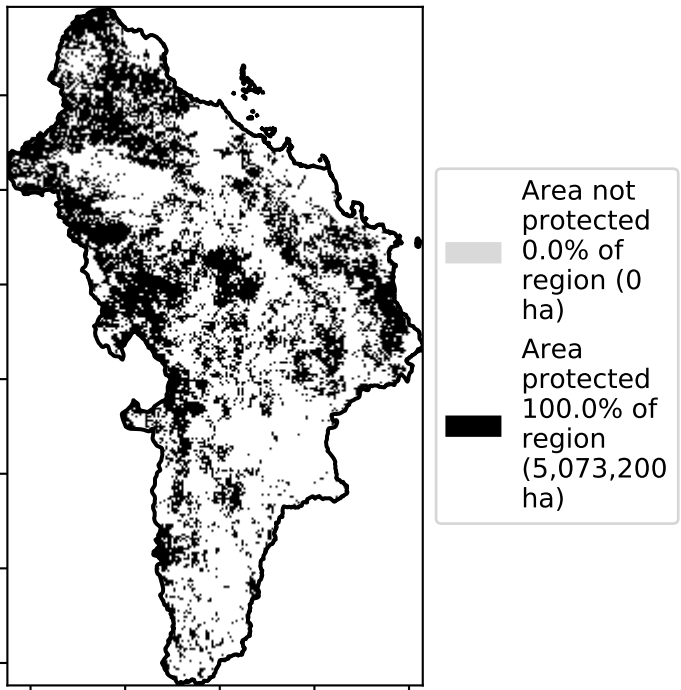 Area not
protected
0.0% of
region (0
ha)
Area
protected
100.0% of
region
(5,073,200
ha)